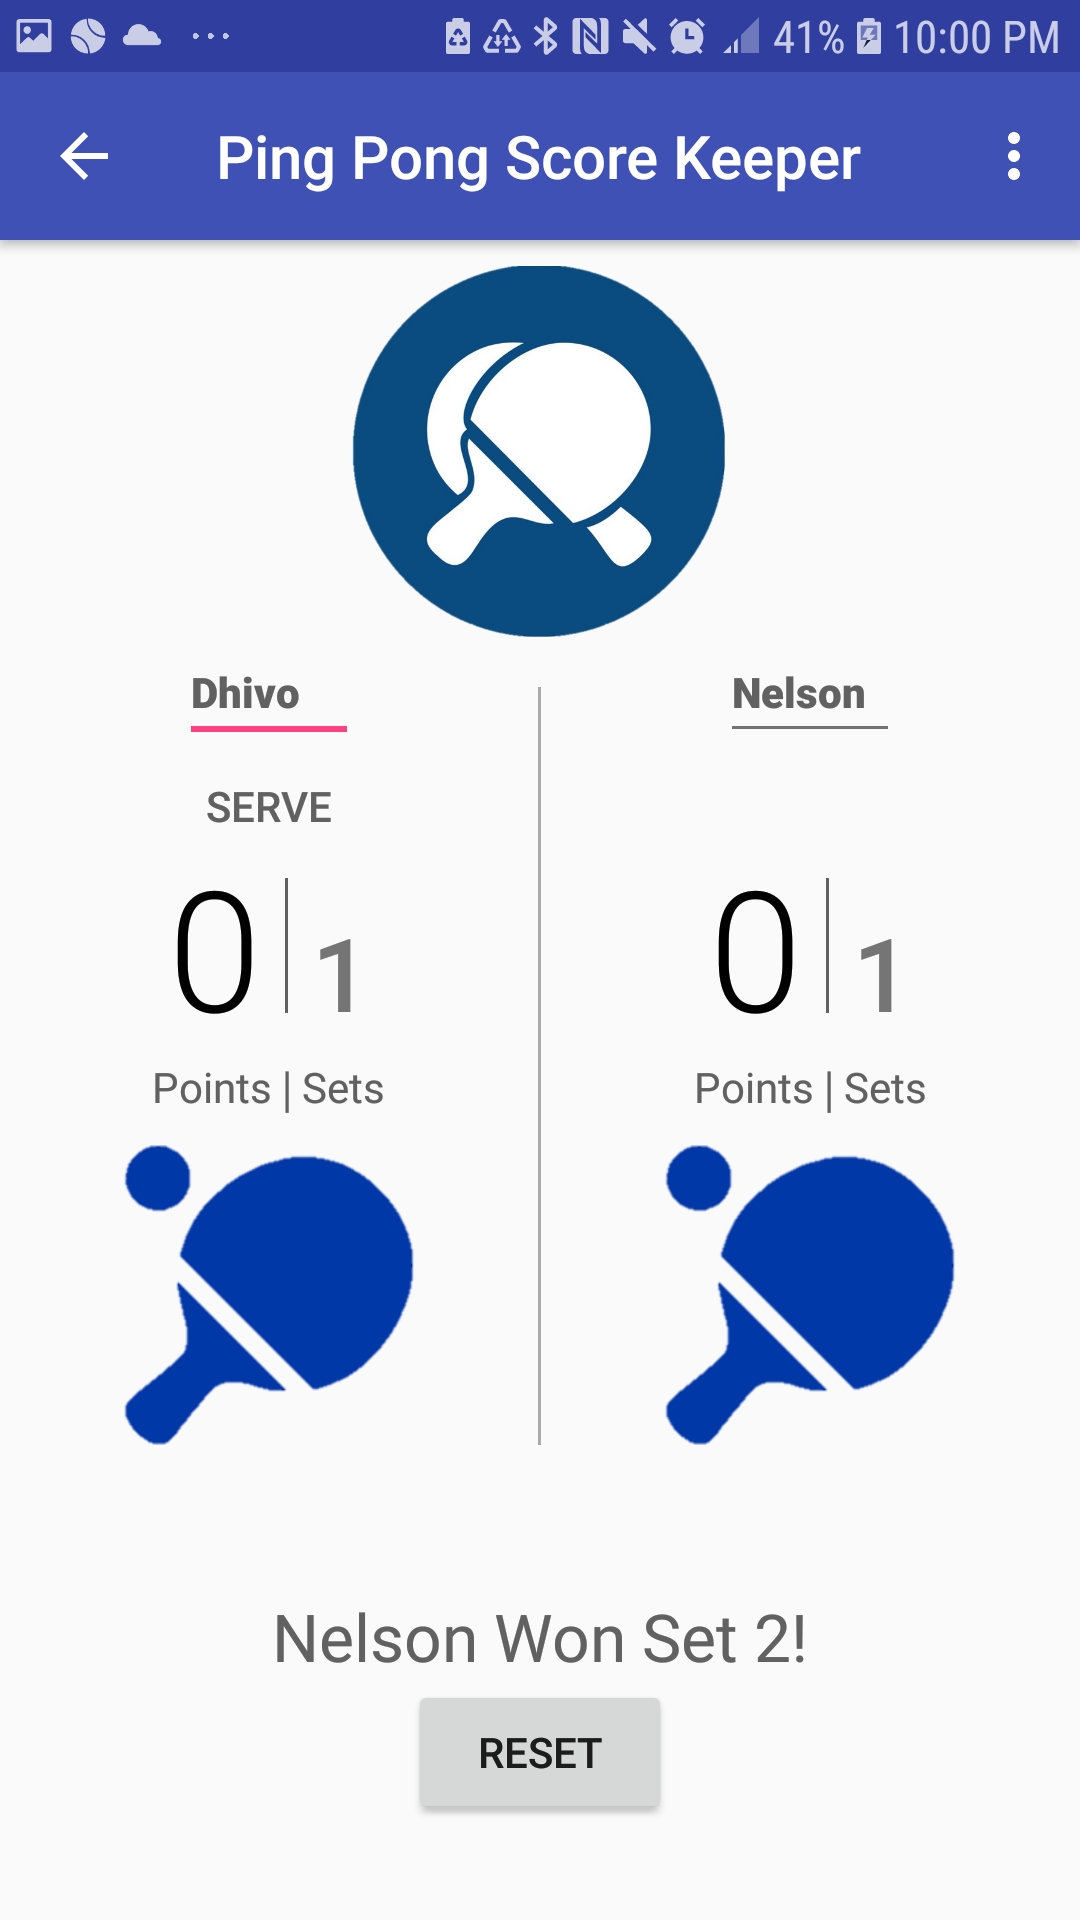 41% 10:00 PM
Ping Pong Score Keeper
Dhivo
Nelson
SERVE
0 | 1
0 | 1
Points | Sets
Points | Sets
Nelson Won Set 2!
RESET